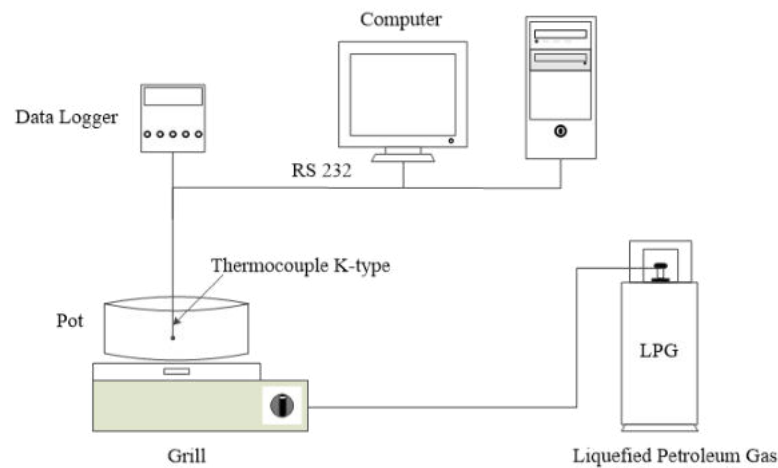 Computer
Data Logger
RS 232
Thermocouple K-type
Pot
LPG
Grill
Liquefied Petroleum Gas